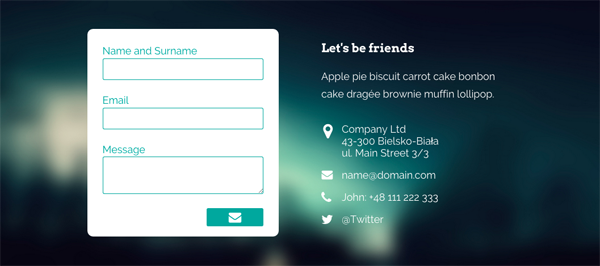 Name and Surname
Email
Message
Let's be friends
Apple pie biscuit carrot cake bonbon
cake dragée brownie muffin lollipop.
Company Ltd
43-300 Bielsko-Biała
ul. Main Street 3/3
name@domain.com
John: +48 111 222 333
@Twitter